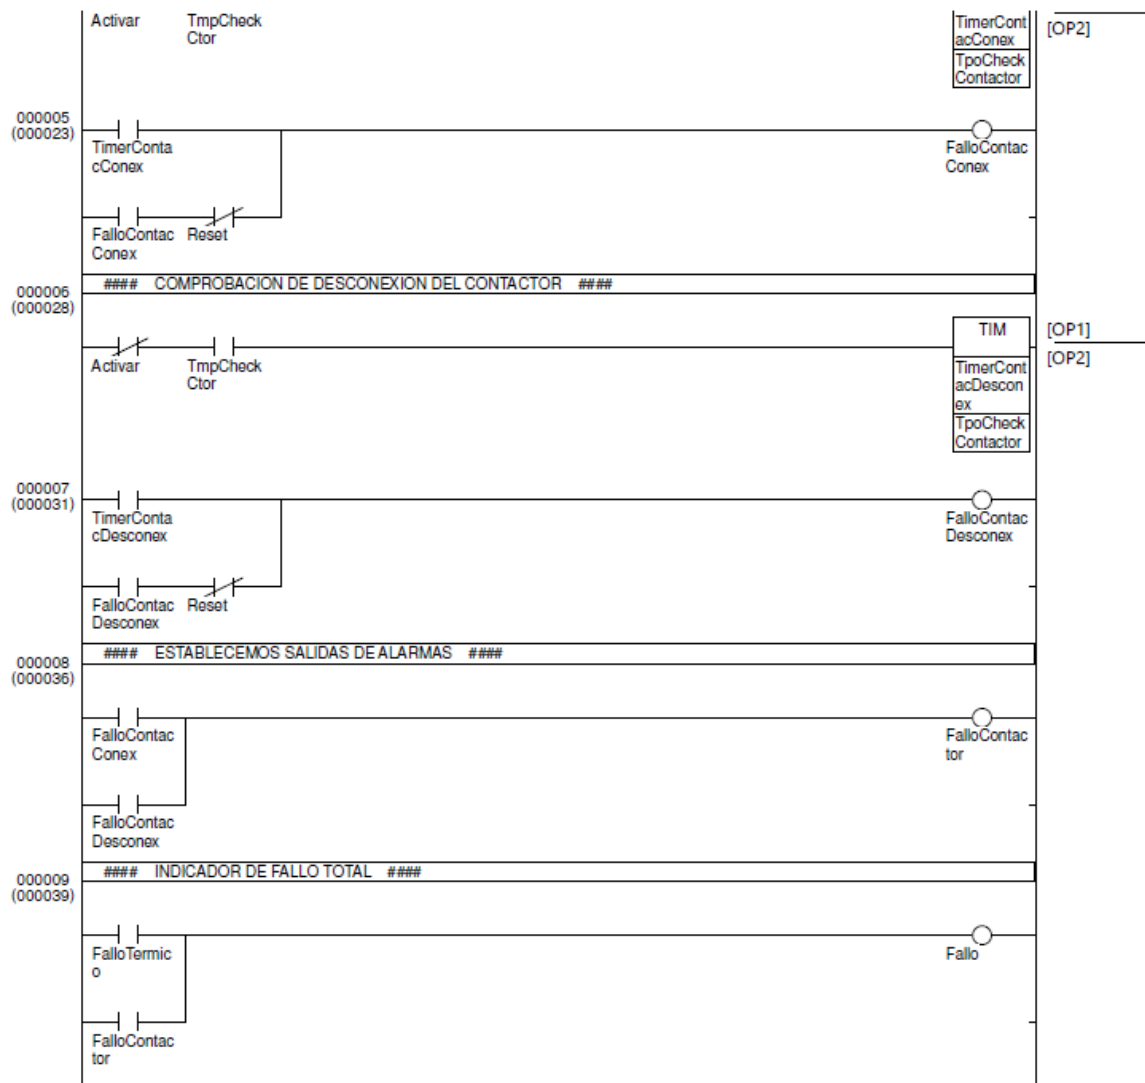 Activar TmpCheck TimerCont [OP2]
Ctor acConex
TpoCheck
Contactor
000005
(000023)
TimerConta FalloContac
cConex Conex
FalloContac Reset
Conex
000006 #### COMPROBACION DE DESCONEXION DEL CONTACTOR ####
(000028)
TIM [OP1]
Activar TmpCheck TimerCont [OP2]
Ctor acDescon
ex
TpoCheck
Contactor
000007
(000031)
TimerConta FalloContac
cDesconex Desconex
FalloContac Reset
Desconex
000008 #### ESTABLECEMOS SALIDAS DE ALARMAS ####
(000036)
FalloContac FalloContac
Conex tor
FalloContac
Desconex
000009 #### INDICADOR DE FALLO TOTAL ####
(000039)
FalloTermic Fallo
o
FalloContac
tor